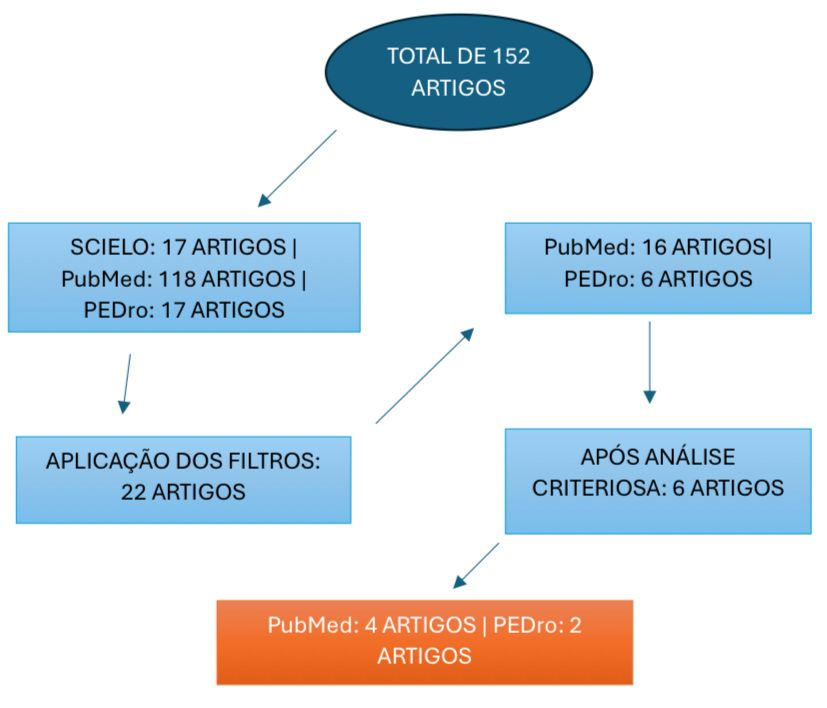 TOTAL DE 152
ARTIGOS
SCIELO: 17 ARTIGOS |
PubMed: 118 ARTIGOS |
PEDro: 17 ARTIGOS
APLICAÇÃO DOS FILTROS:
22 ARTIGOS
PubMed: 16 ARTIGOS|
PEDro: 6 ARTIGOS
APÓS ANÁLISE
CRITERIOSA: 6 ARTIGOS
PubMed: 4 ARTIGOS | PEDro: 2
ARTIGOS